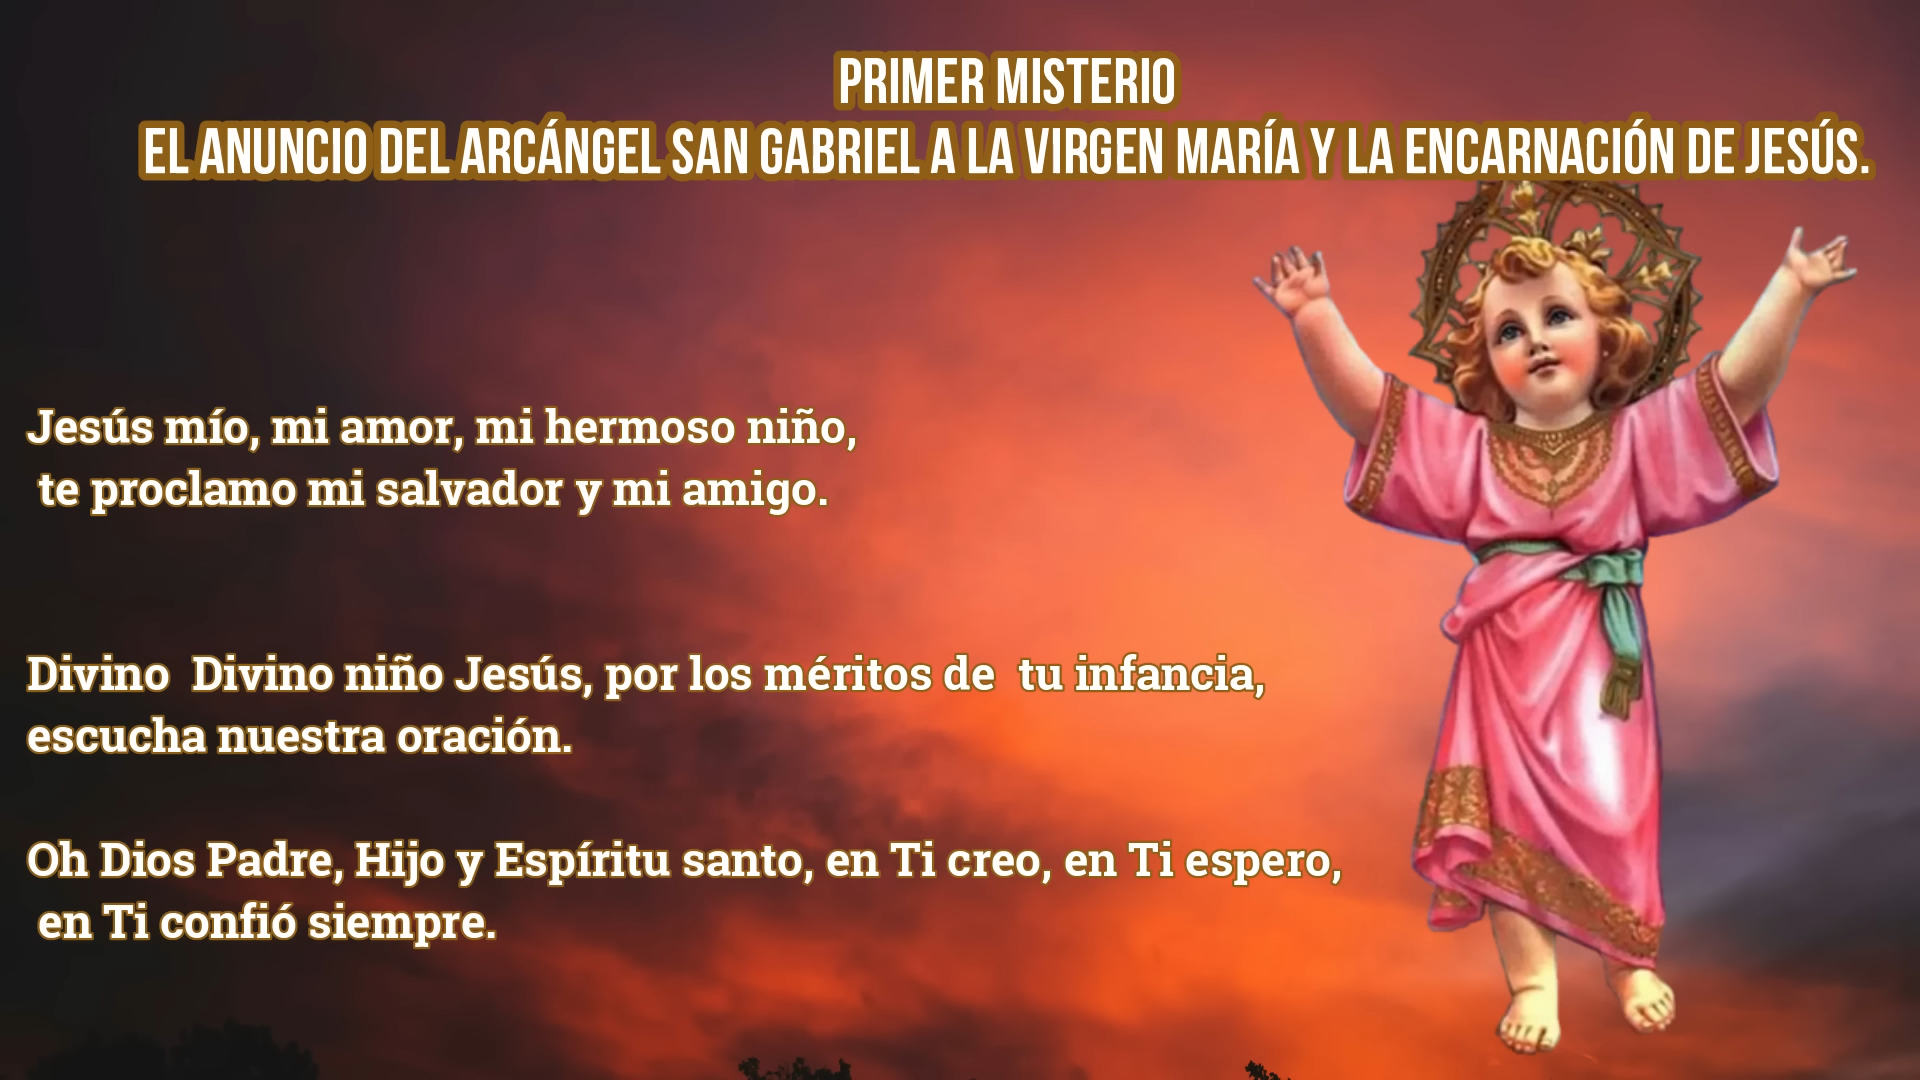 PRIMER MISTERIO
EL ANUNCIO DEL ARCÁNGEL SAN GABRIEL A LA VIRGEN MARÍA Y LA ENCARNACIÓN DE JESÚS.
Jesús mío, mi amor, mi hermoso niño,
te proclamo mi salvador y mi amigo.
Divino  Divino niño Jesús, por los méritos de  tu infancia,
escucha nuestra oración.
Oh Dios Padre, Hijo y Espíritu santo, en Ti creo, en Ti espero,
en Ti confió siempre.